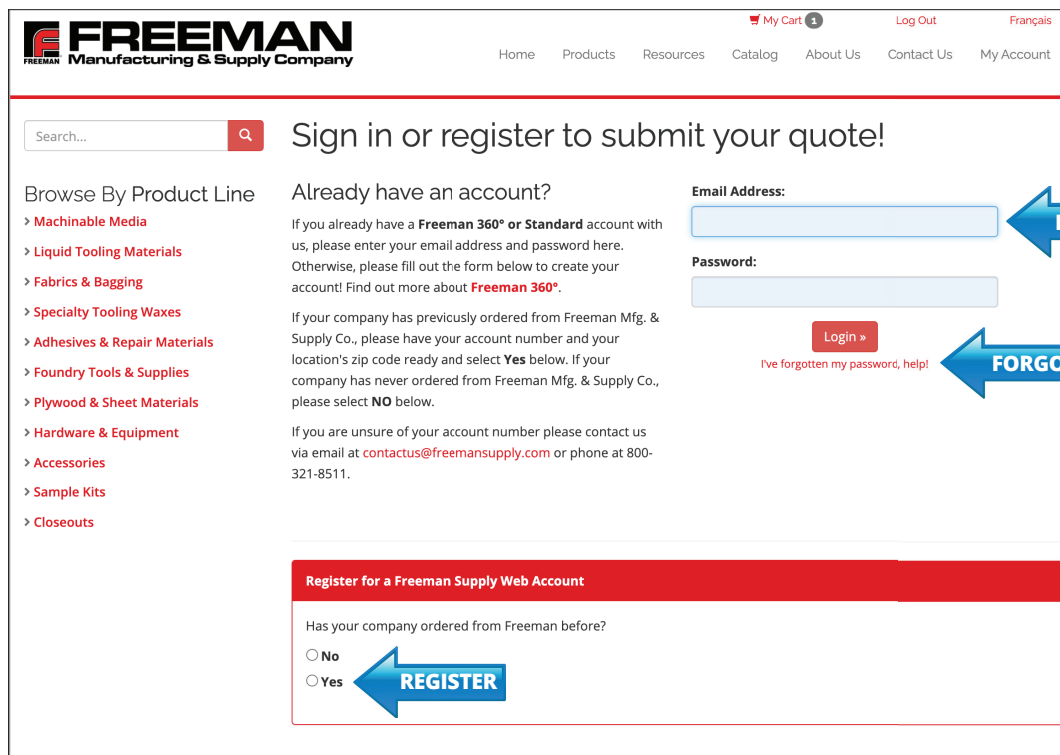 FREEMAN
FREEMAN
Manufacturing & Supply Company
My Cart 1
Log Out
Français
Home
Products
Resources
Catalog
About Us
Contact Us
My Account
Search...
Sign in or register to submit your quote!
Browse By Product Line
Machinable Media
Liquid Tooling Materials
Fabrics & Bagging
Specialty Tooling Waxes
Adhesives & Repair Materials
Foundry Tools & Supplies
Plywood & Sheet Materials
Hardware & Equipment
Accessories
Sample Kits
Closeouts
Already have an account?
If you already have a Freeman 360° or Standard account with
us, please enter your email address and password here.
Otherwise, please fill out the form below to create your
account! Find out more about Freeman 360°.
If your company has previously ordered from Freeman Mfg. &
Supply Co., please have your account number and your
location's zip code ready and select Yes below. If your
company has never ordered from Freeman Mfg. & Supply Co.,
please select NO below.
If you are unsure of your account number please contact us
via email at contactus@freemansupply.com or phone at 800-
321-8511.
Email Address:
Password:
Login »
I've forgotten my password, help!
FORGO
Register for a Freeman Supply Web Account
Has your company ordered from Freeman before?
No
Yes
REGISTER